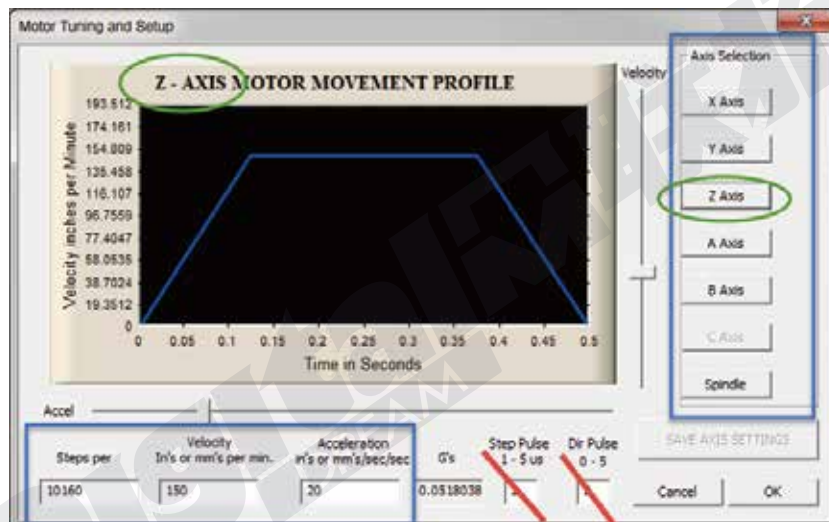 Motor Tuning and Setup
Z - AXIS MOTOR MOVEMENT PROFILE
Velocity inches per Minute
193.512
174.161
154.809
135.458
116.107
96.7559
77.4047
58.0535
38.7024
19.3512
0
0 0.05 0.1 0.15 0.2 0.25 0.3 0.35 0.4 0.45 0.5
Time in Seconds
Velocity
Axis Selection
X Axis
Y Axis
Z Axis
A Axis
B Axis
C Axis
Spindle
Accel
Steps per
Velocity
In's or mm's per min.
Acceleration
in's or mm's/sec/sec
G's
Step Pulse
1 - 5 us
Dir Pulse
0 - 5
10160
150
20
0.0518038
SAVE AXIS SETTINGS
Cancel
OK